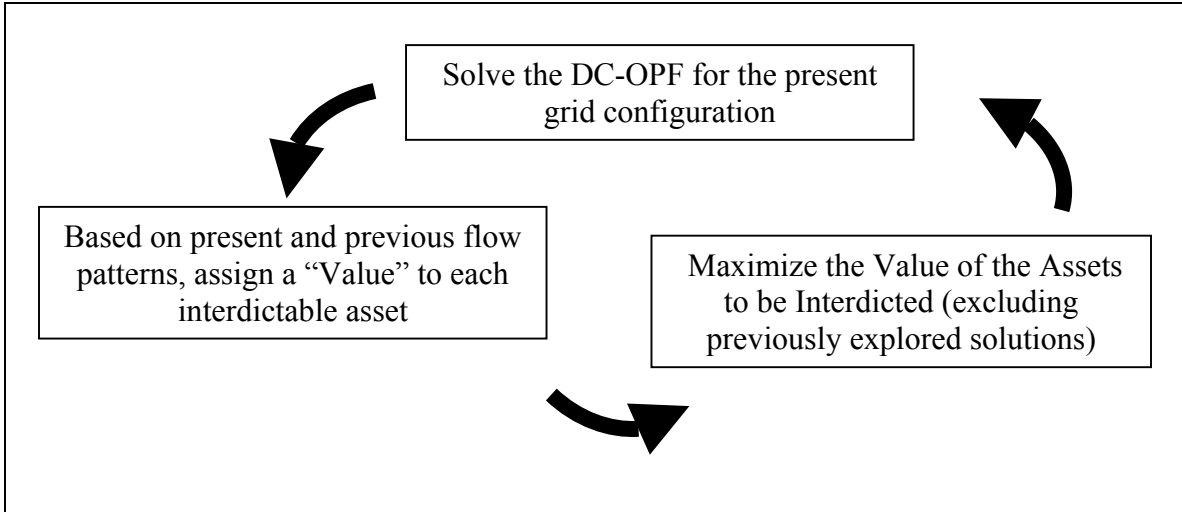 Solve the DC-OPF for the present
grid configuration
Based on present and previous flow
patterns, assign a “Value” to each
interdictable asset
Maximize the Value of the Assets
to be Interdicted (excluding
previously explored solutions)